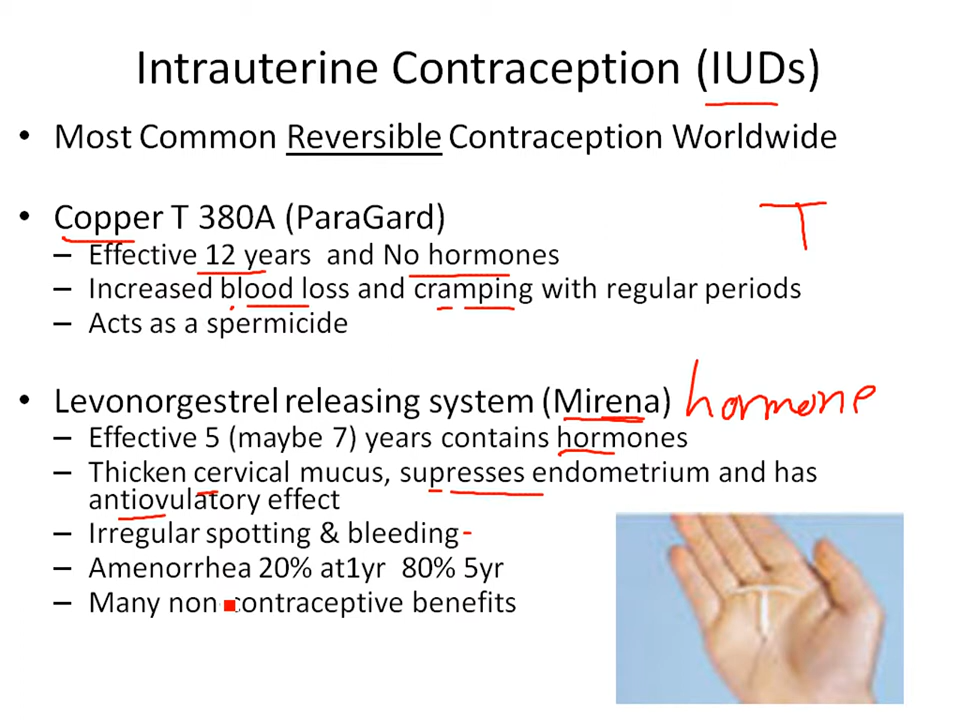 Intrauterine Contraception (IUDs)
• Most Common Reversible Contraception Worldwide
• Copper T 380A (ParaGard)
T
– Effective 12 years and No hormones
– Increased blood loss and cramping with regular periods
– Acts as a spermicide
• Levonorgestrel releasing system (Mirena) hormone
– Effective 5 (maybe 7) years contains hormones
– Thicken cervical mucus, supresses endometrium and has
antiovulatory effect
– Irregular spotting & bleeding
– Amenorrhea 20% at1yr 80% 5yr
– Many non contraceptive benefits